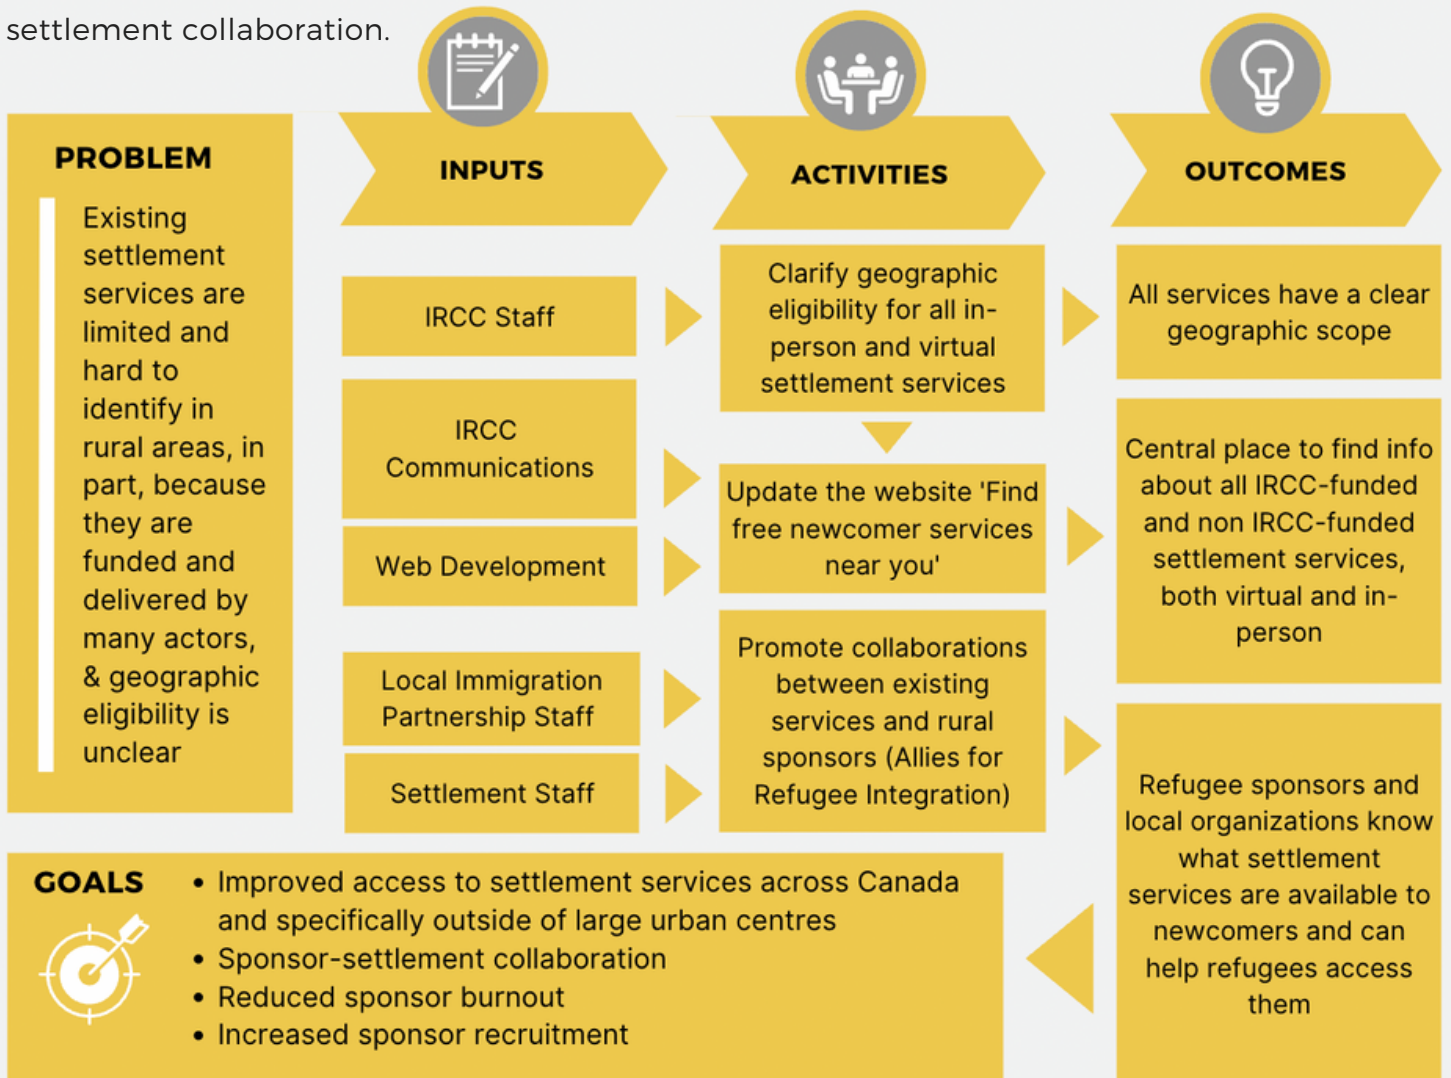 settlement collaboration.
PROBLEM
Existing
settlement
services are
limited and
hard to
identify in
rural areas, in
part, because
they are
funded and
delivered by
many actors,
& geographic
eligibility is
unclear
INPUTS
IRCC Staff
IRCC
Communications
Web Development
Local Immigration
Partnership Staff
Settlement Staff
ACTIVITIES
Clarify geographic
eligibility for all in-
person and virtual
settlement services
Update the website 'Find
free newcomer services
near you'
Promote collaborations
between existing
services and rural
sponsors (Allies for
Refugee Integration)
OUTCOMES
All services have a clear
geographic scope
Central place to find info
about all IRCC-funded
and non IRCC-funded
settlement services,
both virtual and in-
person
Refugee sponsors and
local organizations know
what settlement
services are available to
newcomers and can
help refugees access
them
GOALS
• Improved access to settlement services across Canada
and specifically outside of large urban centres
• Sponsor-settlement collaboration
• Reduced sponsor burnout
• Increased sponsor recruitment